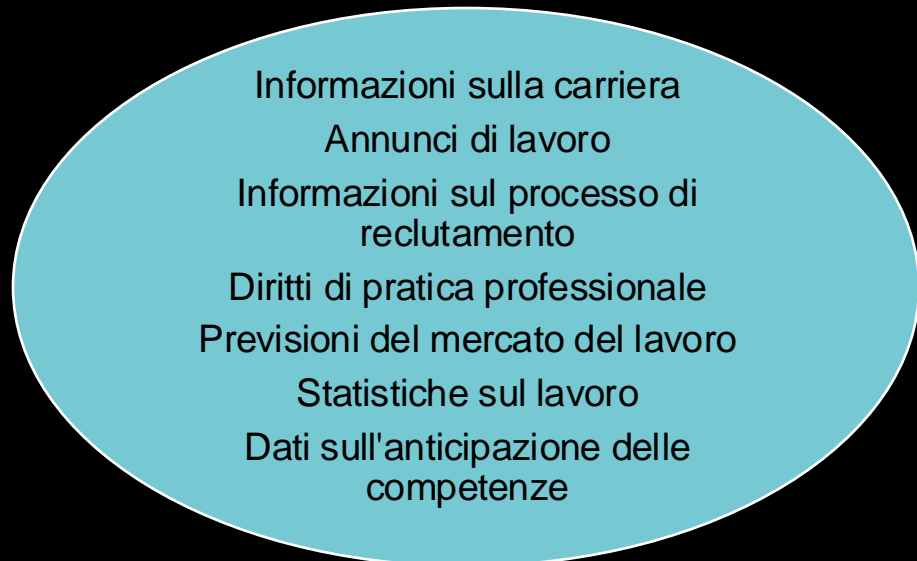 Informazioni sulla carriera
Annunci di lavoro
Informazioni sul processo di
reclutamento
Diritti di pratica professionale
Previsioni del mercato del lavoro
Statistiche sul lavoro
Dati sull'anticipazione delle
competenze